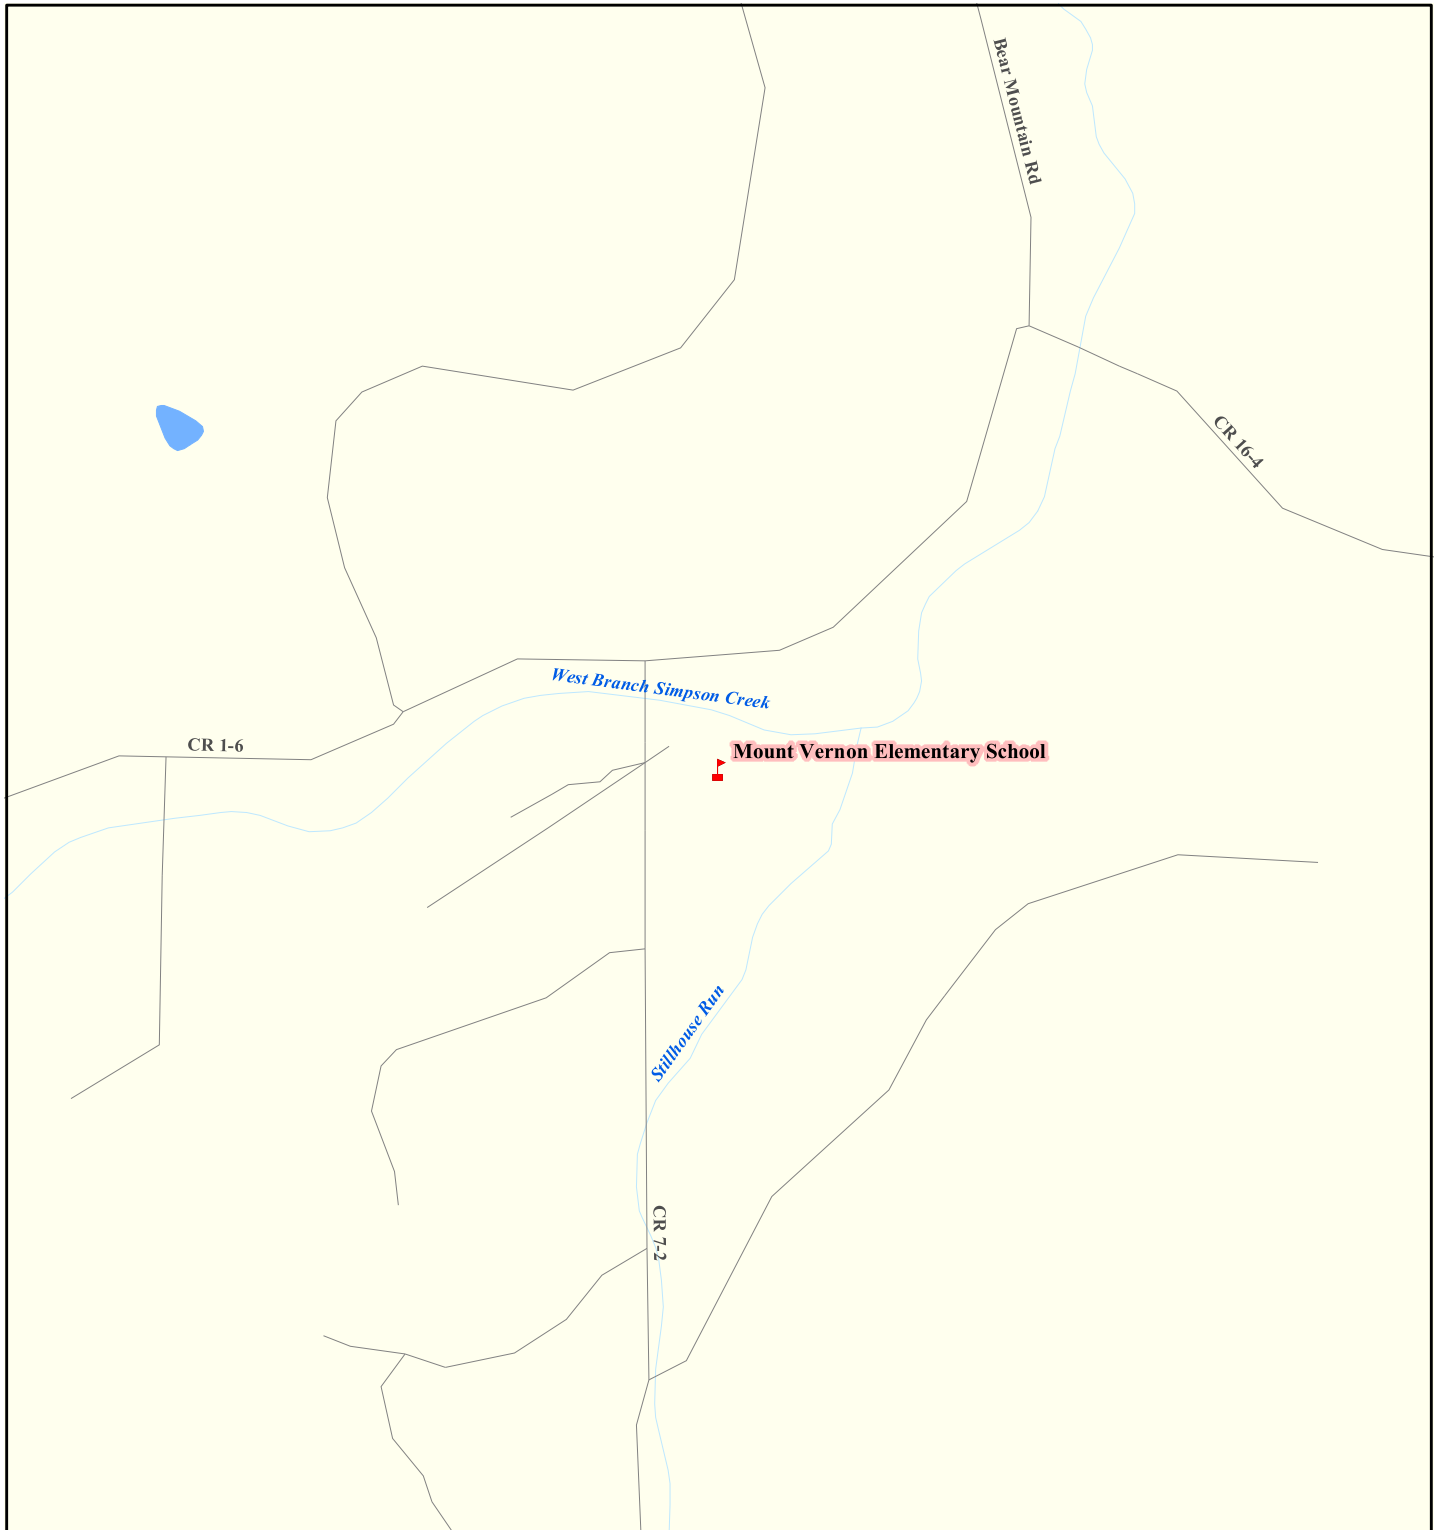 Bear Mountain Rd
CR 16-4
West Branch Simpson Creek
CR 1-6
Mount Vernon Elementary School
Stillhouse Run
CR 7-2